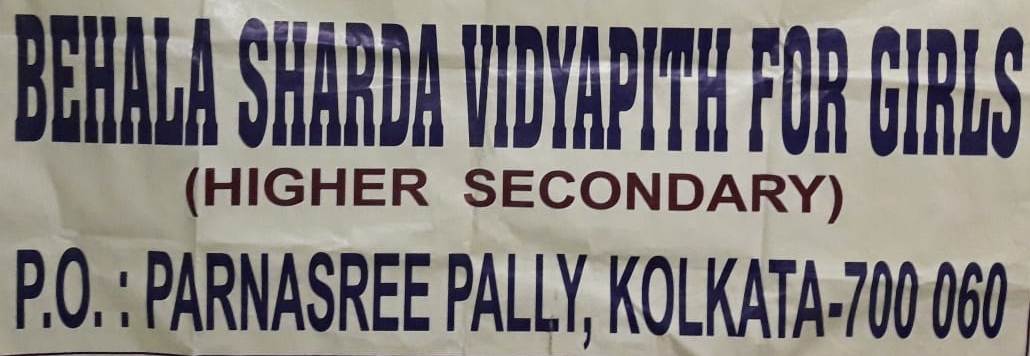 BEHALA SHARDA VIDYAPITH FOR GIRLS
(HIGHER SECONDARY)
P.O. : PARNASREE PALLY, KOLKATA-700 060